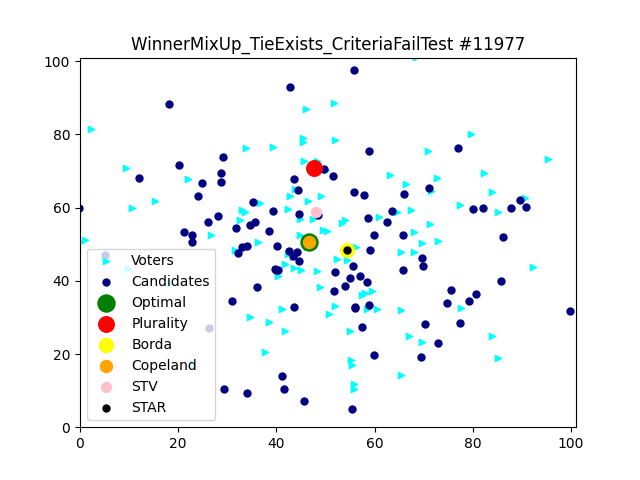 WinnerMixUp_TieExists_CriteriaFailTest #11977
100
80
60
40
20
0
Voters
Candidates
Optimal
Plurality
Borda
Copeland
STV
STAR
0 20 40 60 80 100